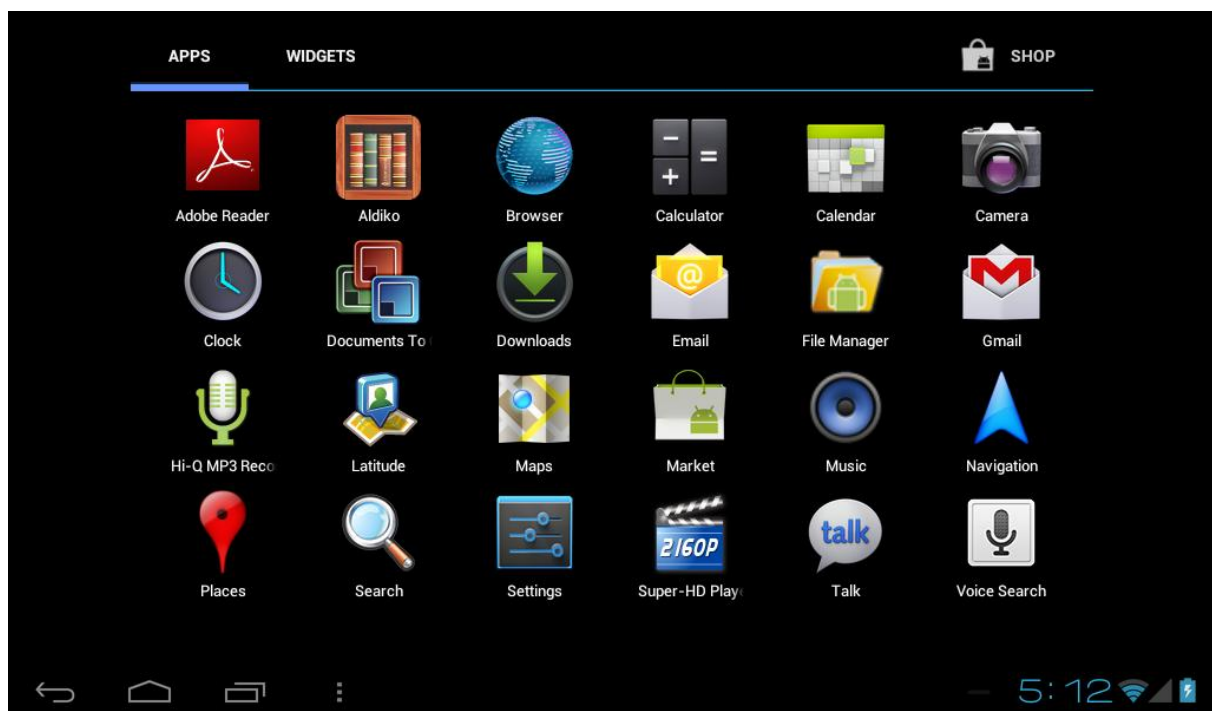 APPS WIDGETS SHOP
Adobe Reader Aldiko Browser Calculator Calendar Camera
Clock Documents To Downloads Email File Manager Gmail
Hi-Q MP3 Reco Latitude Maps Market Music Navigation
2160P talk
Places Search Settings Super-HD Playe Talk Voice Search
5:12